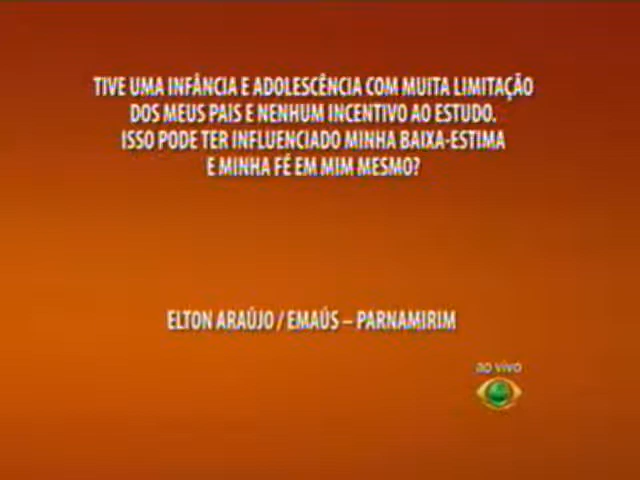 TIVE UMA INFÂNCIA E ADOLESCÊNCIA COM MUITA LIMITAÇÃO
DOS MEUS PAIS E NENHUM INCENTIVO AO ESTUDO.
ISSO PODE TER INFLUENCIADO MINHA BAIXA-ESTIMA
E MINHA FÉ EM MIM MESMO?
ELTON ARAÚJO / EMAÚS – PARNAMIRIM
ao vivo